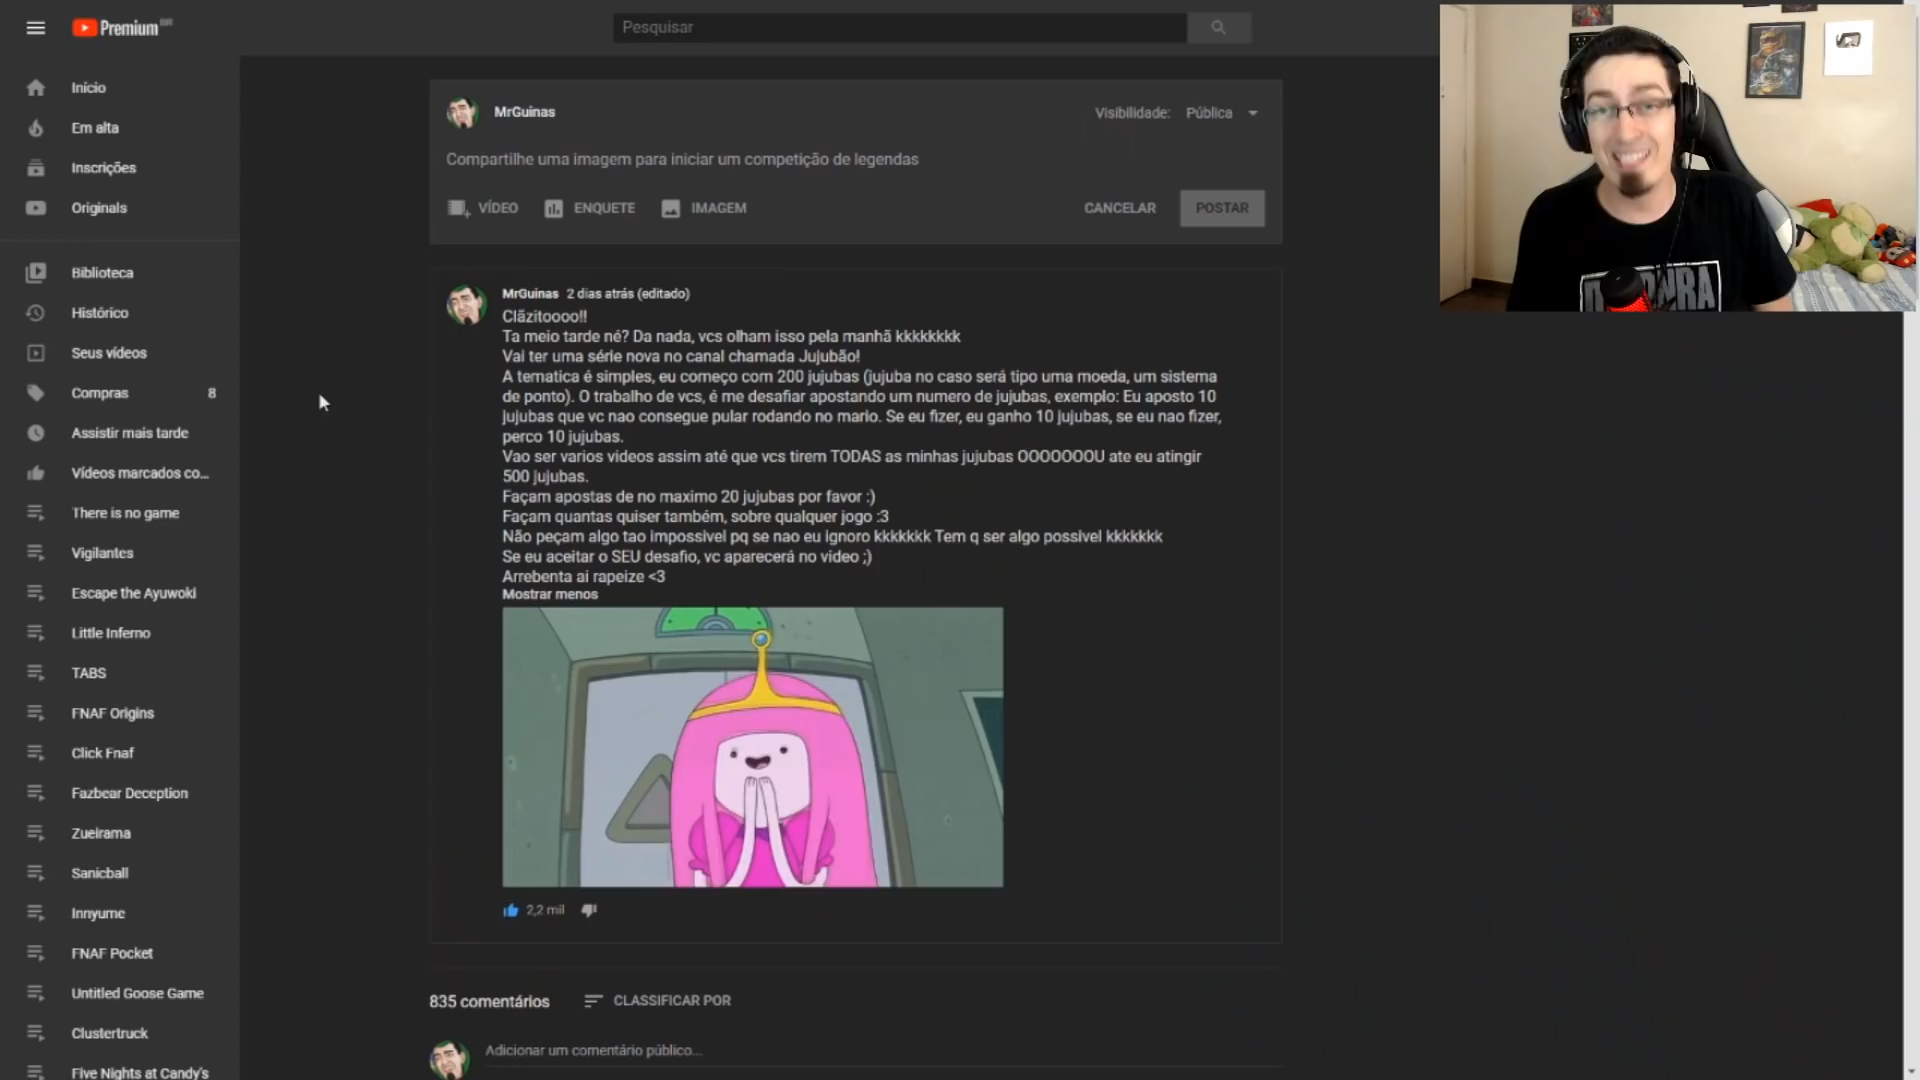 Premium BR
Pesquisar
Início
Em alta
Inscrições
Originals
Biblioteca
Histórico
Seus vídeos
Compras 8
Assistir mais tarde
Vídeos marcados co...
There is no game
Vigilantes
Escape the Ayuwoki
Little Inferno
TABS
FNAF Origins
Click Fnaf
Fazbear Deception
Zueirama
Sanicball
Innyume
FNAF Pocket
Untitled Goose Game
Clustertruck
Five Nights at Candy's
MrGuinas
Visibilidade: Pública
Compartilhe uma imagem para iniciar um competição de legendas
VÍDEO ENQUETE IMAGEM
CANCELAR POSTAR
MrGuinas 2 dias atrás (editado)
Clãzitoooo!!
Ta meio tarde né? Da nada, vcs olham isso pela manhã kkkkkkkk
Vai ter uma série nova no canal chamada Jujubão!
A tematica é simples, eu começo com 200 jujubas (jujuba no caso será tipo uma moeda, um sistema
de ponto). O trabalho de vcs, é me desafiar apostando um numero de jujubas, exemplo: Eu aposto 10
jujubas que vc nao consegue pular rodando no mario. Se eu fizer, eu ganho 10 jujubas, se eu nao fizer,
perco 10 jujubas.
Vao ser varios videos assim até que vcs tirem TODAS as minhas jujubas OOOOOOOU ate eu atingir
500 jujubas.
Façam apostas de no maximo 20 jujubas por favor :)
Façam quantas quiser também, sobre qualquer jogo :3
Não peçam algo tao impossivel pq se nao eu ignoro kkkkkkk Tem q ser algo possivel kkkkkkk
Se eu aceitar o SEU desafio, vc aparecerá no video ;)
Arrebenta ai rapeize <3
Mostrar menos
2,2 mil
835 comentários CLASSIFICAR POR
Adicionar um comentário público...